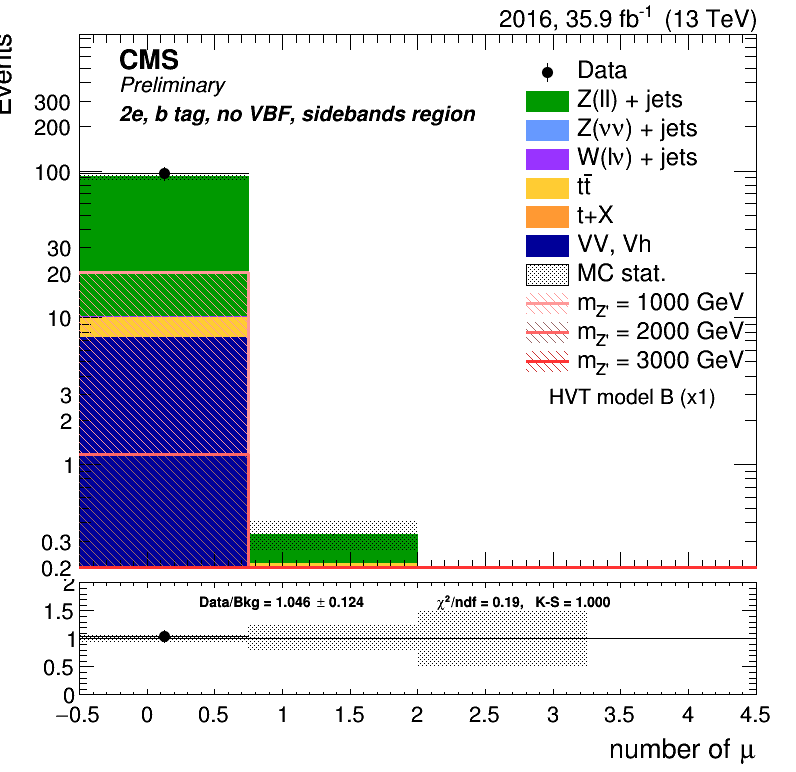 2016, 35.9 fb⁻¹ (13 TeV)
Events
CMS
Preliminary
2e, b tag, no VBF, sidebands region
Data
Z(ll) + jets
Z(νν) + jets
W(lν) + jets
tt̄
t+X
VV, Vh
MC stat.
m_Z' = 1000 GeV
m_Z' = 2000 GeV
m_Z' = 3000 GeV
HVT model B (x1)
300
200
100
30
20
10
3
2
1
0.3
0.2
Data/Bkg = 1.046 ± 0.124 χ²/ndf = 0.19, K-S = 1.000
2
1.5
1
0.5
0
−0.5 0 0.5 1 1.5 2 2.5 3 3.5 4 4.5
number of μ